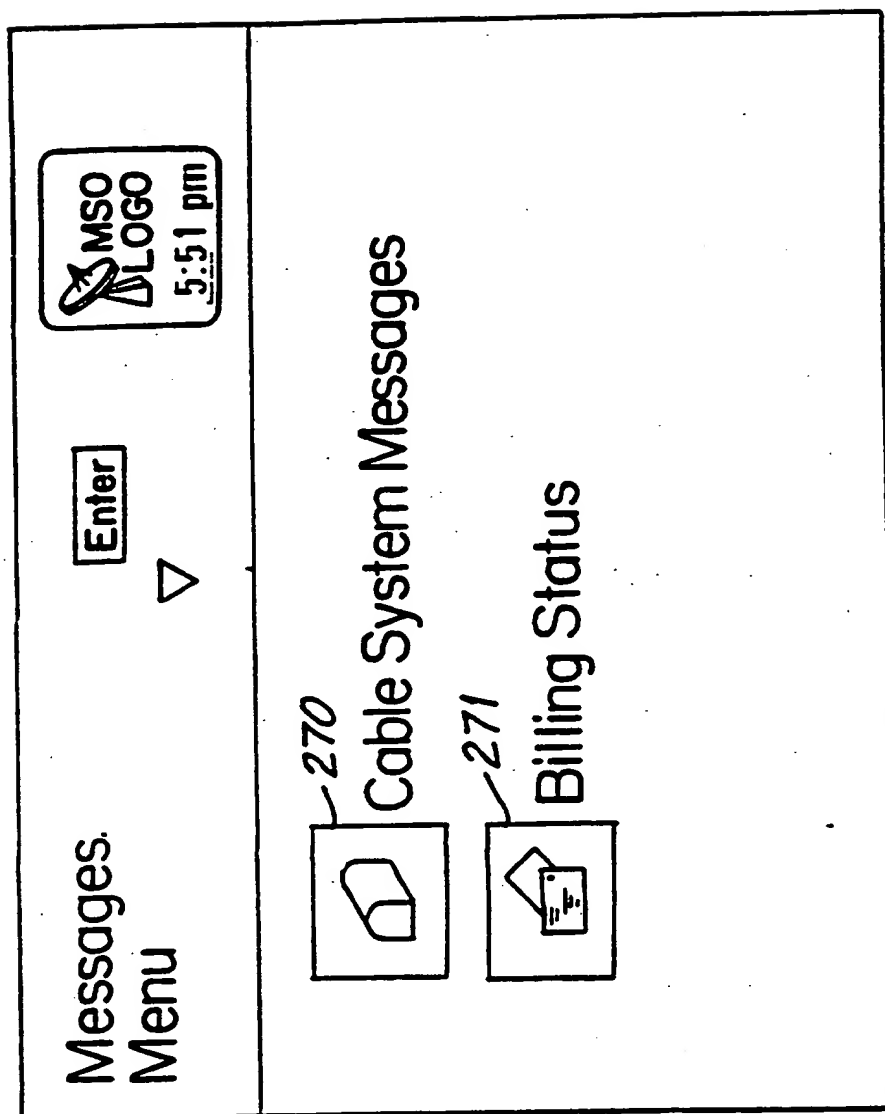 Messages.
Menu
Enter
MSO
LOGO
5:51 pm
270
Cable System Messages
271
Billing Status